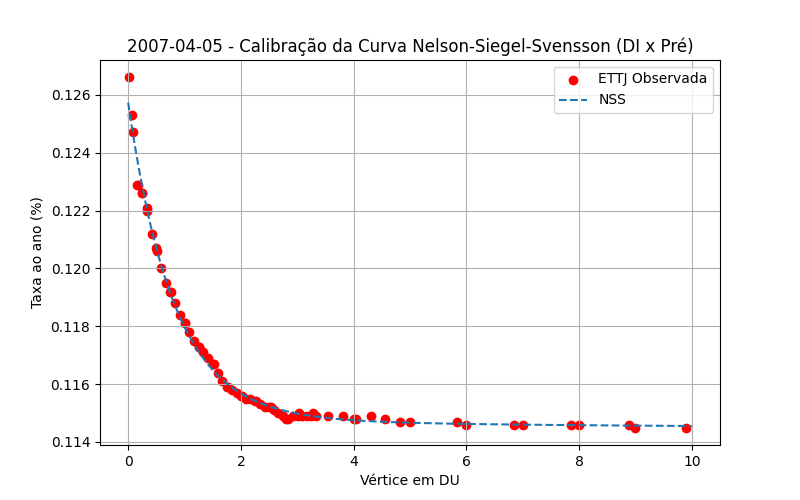 2007-04-05 - Calibração da Curva Nelson-Siegel-Svensson (DI x Pré)
ETTJ Observada
NSS
Taxa ao ano (%)
0.126
0.124
0.122
0.120
0.118
0.116
0.114
0 2 4 6 8 10
Vértice em DU